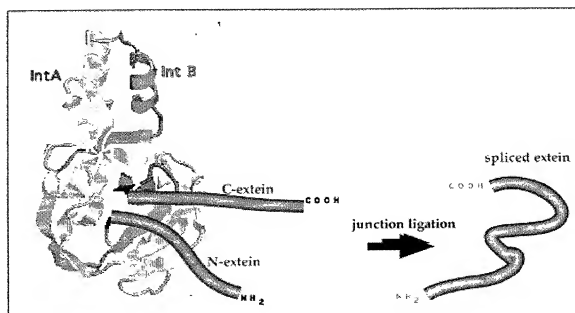 IntA
Int B
C-extein
COOH
N-extein
NH2
junction ligation
spliced extein
COOH
NH2